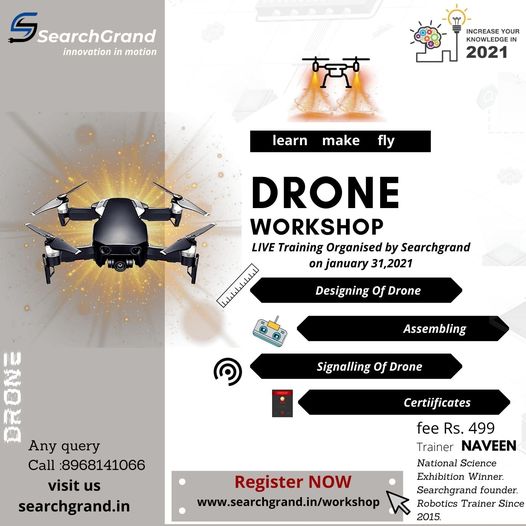 SearchGrand
innovation in motion
INCREASE YOUR
KNOWLEDGE IN
2021
learn make fly
DRONE
WORKSHOP
LIVE Training Organised by Searchgrand
on january 31,2021
Designing Of Drone
Assembling
Signalling Of Drone
Certiificates
fee Rs. 499
Trainer NAVEEN
National Science
Exhibition Winner.
Searchgrand founder.
Robotics Trainer Since
2015.
DRONE
Any query
Call :8968141066
visit us
searchgrand.in
Register NOW
www.searchgrand.in/workshop